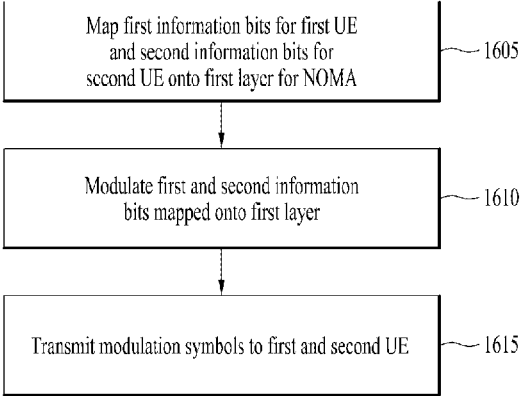 Map first information bits for first UE
and second information bits for
second UE onto first layer for NOMA
1605
Modulate first and second information
bits mapped onto first layer
1610
Transmit modulation symbols to first and second UE
1615